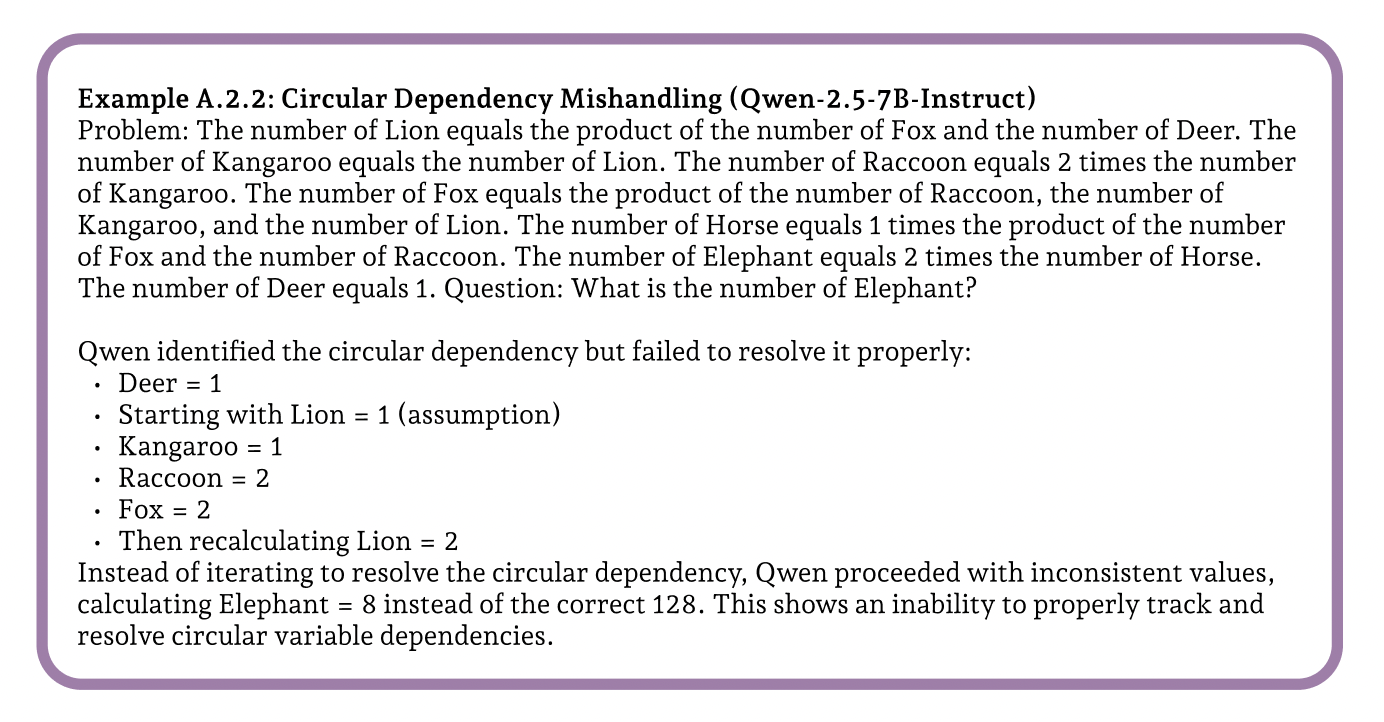 Example A.2.2: Circular Dependency Mishandling (Qwen-2.5-7B-Instruct)
Problem: The number of Lion equals the product of the number of Fox and the number of Deer. The
number of Kangaroo equals the number of Lion. The number of Raccoon equals 2 times the number
of Kangaroo. The number of Fox equals the product of the number of Raccoon, the number of
Kangaroo, and the number of Lion. The number of Horse equals 1 times the product of the number
of Fox and the number of Raccoon. The number of Elephant equals 2 times the number of Horse.
The number of Deer equals 1. Question: What is the number of Elephant?
Qwen identified the circular dependency but failed to resolve it properly:
• Deer = 1
• Starting with Lion = 1 (assumption)
• Kangaroo = 1
• Raccoon = 2
• Fox = 2
• Then recalculating Lion = 2
Instead of iterating to resolve the circular dependency, Qwen proceeded with inconsistent values,
calculating Elephant = 8 instead of the correct 128. This shows an inability to properly track and
resolve circular variable dependencies.